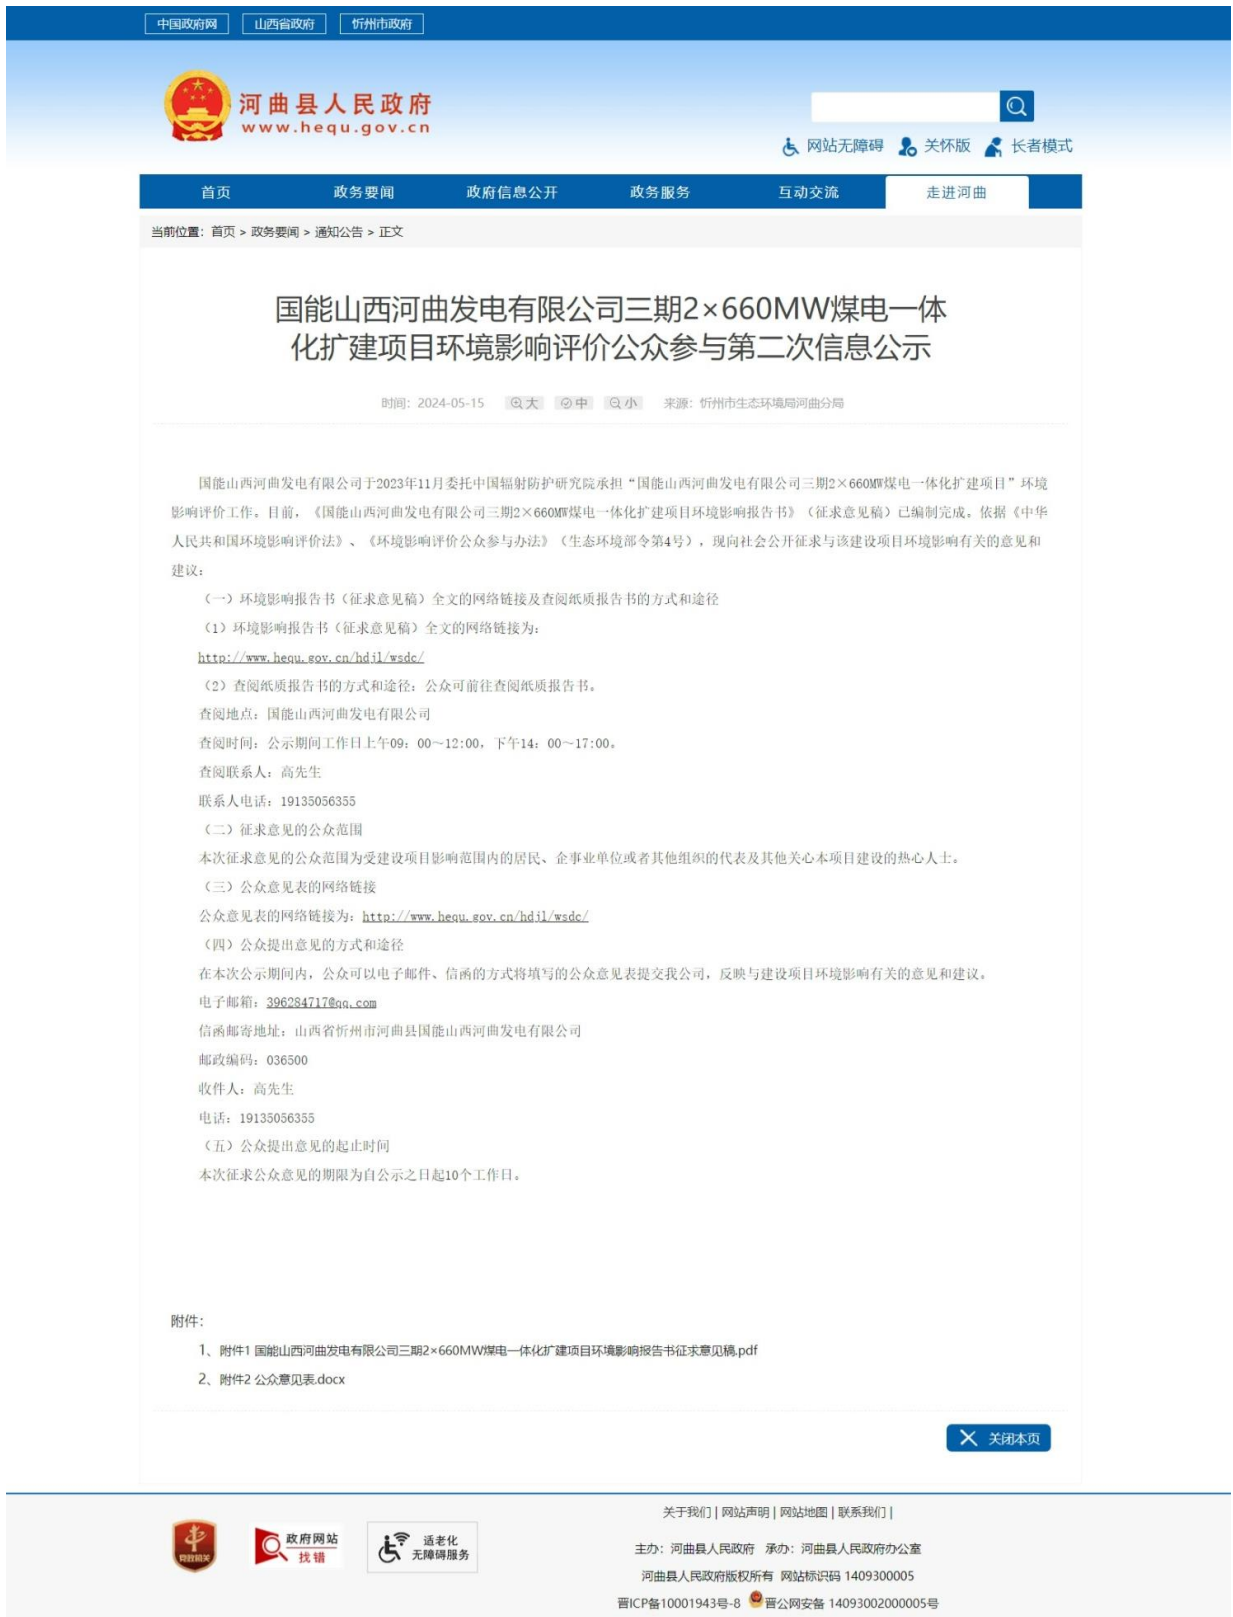 中国政府网 山西省政府 忻州市政府
河曲县人民政府
www.hequ.gov.cn
网站无障碍 关怀版 长者模式
首页 政务要闻 政府信息公开 政务服务 互动交流 走进河曲
当前位置：首页 > 政务要闻 > 通知公告 > 正文
国能山西河曲发电有限公司三期2×660MW煤电一体
化扩建项目环境影响评价公众参与第二次信息公示
时间：2024-05-15 大 中 小 来源：忻州市生态环境局河曲分局
国能山西河曲发电有限公司于2023年11月委托中国辐射防护研究院承担“国能山西河曲发电有限公司三期2×660MW煤电一体化扩建项目”环境
影响评价工作。目前，《国能山西河曲发电有限公司三期2×660MW煤电一体化扩建项目环境影响报告书》（征求意见稿）已编制完成。依据《中华
人民共和国环境影响评价法》、《环境影响评价公众参与办法》（生态环境部令第4号），现向社会公开征求与该建设项目环境影响有关的意见和
建议：
（一）环境影响报告书（征求意见稿）全文的网络链接及查阅纸质报告书的方式和途径
（1）环境影响报告书（征求意见稿）全文的网络链接为：
http://www.hequ.gov.cn/hdjl/wsdc/
（2）查阅纸质报告书的方式和途径：公众可前往查阅纸质报告书。
查阅地点：国能山西河曲发电有限公司
查阅时间：公示期间工作日上午09：00～12:00，下午14：00～17:00。
查阅联系人：高先生
联系人电话：19135056355
（二）征求意见的公众范围
本次征求意见的公众范围为受建设项目影响范围内的居民、企事业单位或者其他组织的代表及其他关心本项目建设的热心人士。
（三）公众意见表的网络链接
公众意见表的网络链接为：http://www.hequ.gov.cn/hdjl/wsdc/
（四）公众提出意见的方式和途径
在本次公示期间内，公众可以电子邮件、信函的方式将填写的公众意见表提交我公司，反映与建设项目环境影响有关的意见和建议。
电子邮箱：396284717@qq.com
信函邮寄地址：山西省忻州市河曲县国能山西河曲发电有限公司
邮政编码：036500
收件人：高先生
电话：19135056355
（五）公众提出意见的起止时间
本次征求公众意见的期限为自公示之日起10个工作日。
附件：
1、附件1 国能山西河曲发电有限公司三期2×660MW煤电一体化扩建项目环境影响报告书征求意见稿.pdf
2、附件2 公众意见表.docx
关闭本页
党政机关
政府网站
找错
适老化
无障碍服务
关于我们 | 网站声明 | 网站地图 | 联系我们 |
主办：河曲县人民政府 承办：河曲县人民政府办公室
河曲县人民政府版权所有 网站标识码 1409300005
晋ICP备10001943号-8 晋公网安备 14093002000005号